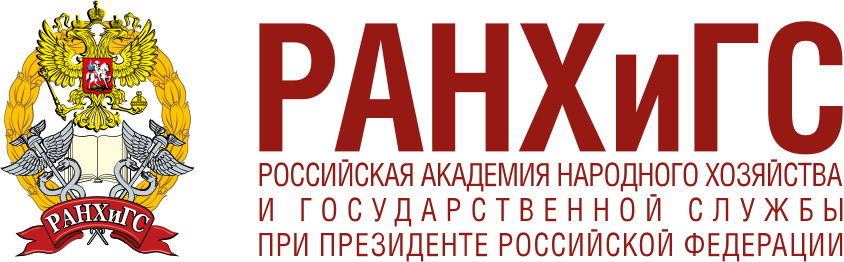 РАНХиГС
РАНХиГС
РОССИЙСКАЯ АКАДЕМИЯ НАРОДНОГО ХОЗЯЙСТВА
И ГОСУДАРСТВЕННОЙ СЛУЖБЫ
ПРИ ПРЕЗИДЕНТЕ РОССИЙСКОЙ ФЕДЕРАЦИИ